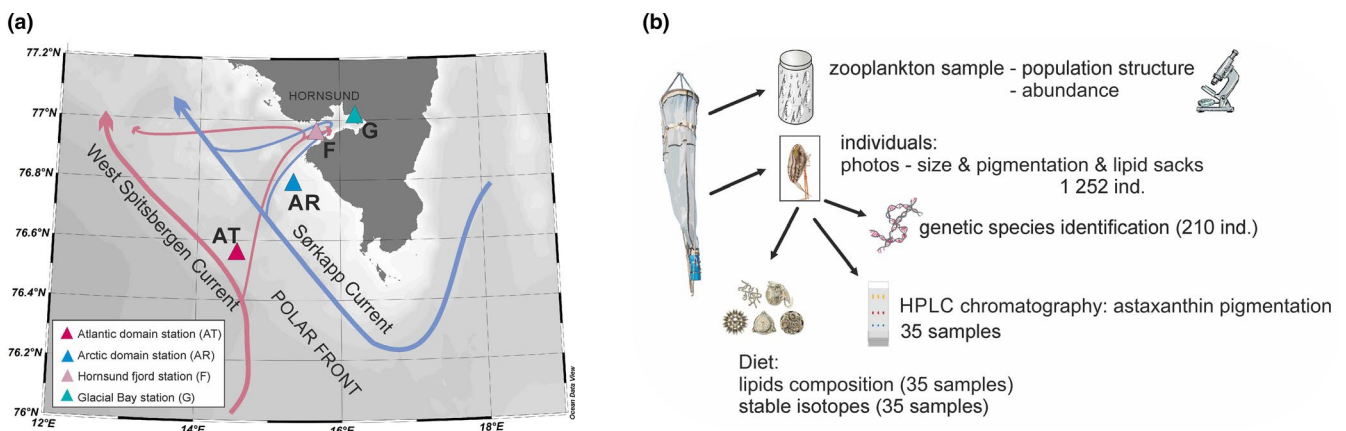 (a)
77.2°N
77°N
76.8°N
76.6°N
76.4°N
76.2°N
76°N
12°E
14°E
16°E
18°E
HORNSUND
G
F
AR
AT
West Spitsbergen Current
Sørkapp Current
POLAR FRONT
Atlantic domain station (AT)
Arctic domain station (AR)
Hornsund fjord station (F)
Glacial Bay station (G)
Ocean Data View
(b)
zooplankton sample - population structure
- abundance
individuals:
photos - size & pigmentation & lipid sacks
1 252 ind.
genetic species identification (210 ind.)
HPLC chromatography: astaxanthin pigmentation
35 samples
Diet:
lipids composition (35 samples)
stable isotopes (35 samples)